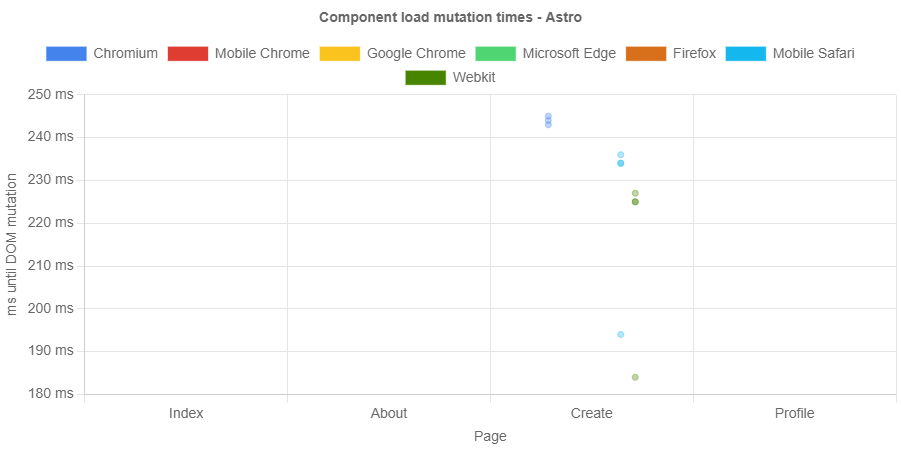 Component load mutation times - Astro
Chromium Mobile Chrome Google Chrome Microsoft Edge Firefox Mobile Safari
Webkit
250 ms
240 ms
230 ms
220 ms
210 ms
200 ms
190 ms
180 ms
ms until DOM mutation
Index About Create Profile
Page